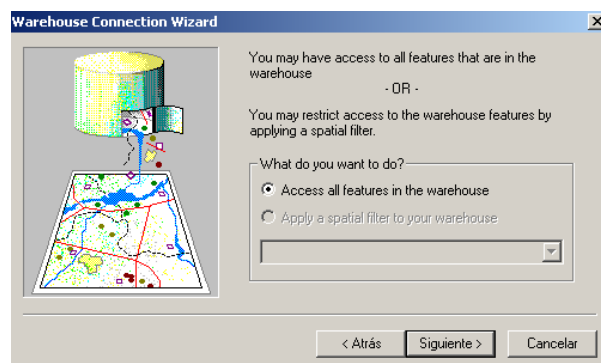 Warehouse Connection Wizard
You may have access to all features that are in the
warehouse
- OR -
You may restrict access to the warehouse features by
applying a spatial filter.
What do you want to do?
Access all features in the warehouse
Apply a spatial filter to your warehouse
< Atrás
Siguiente >
Cancelar